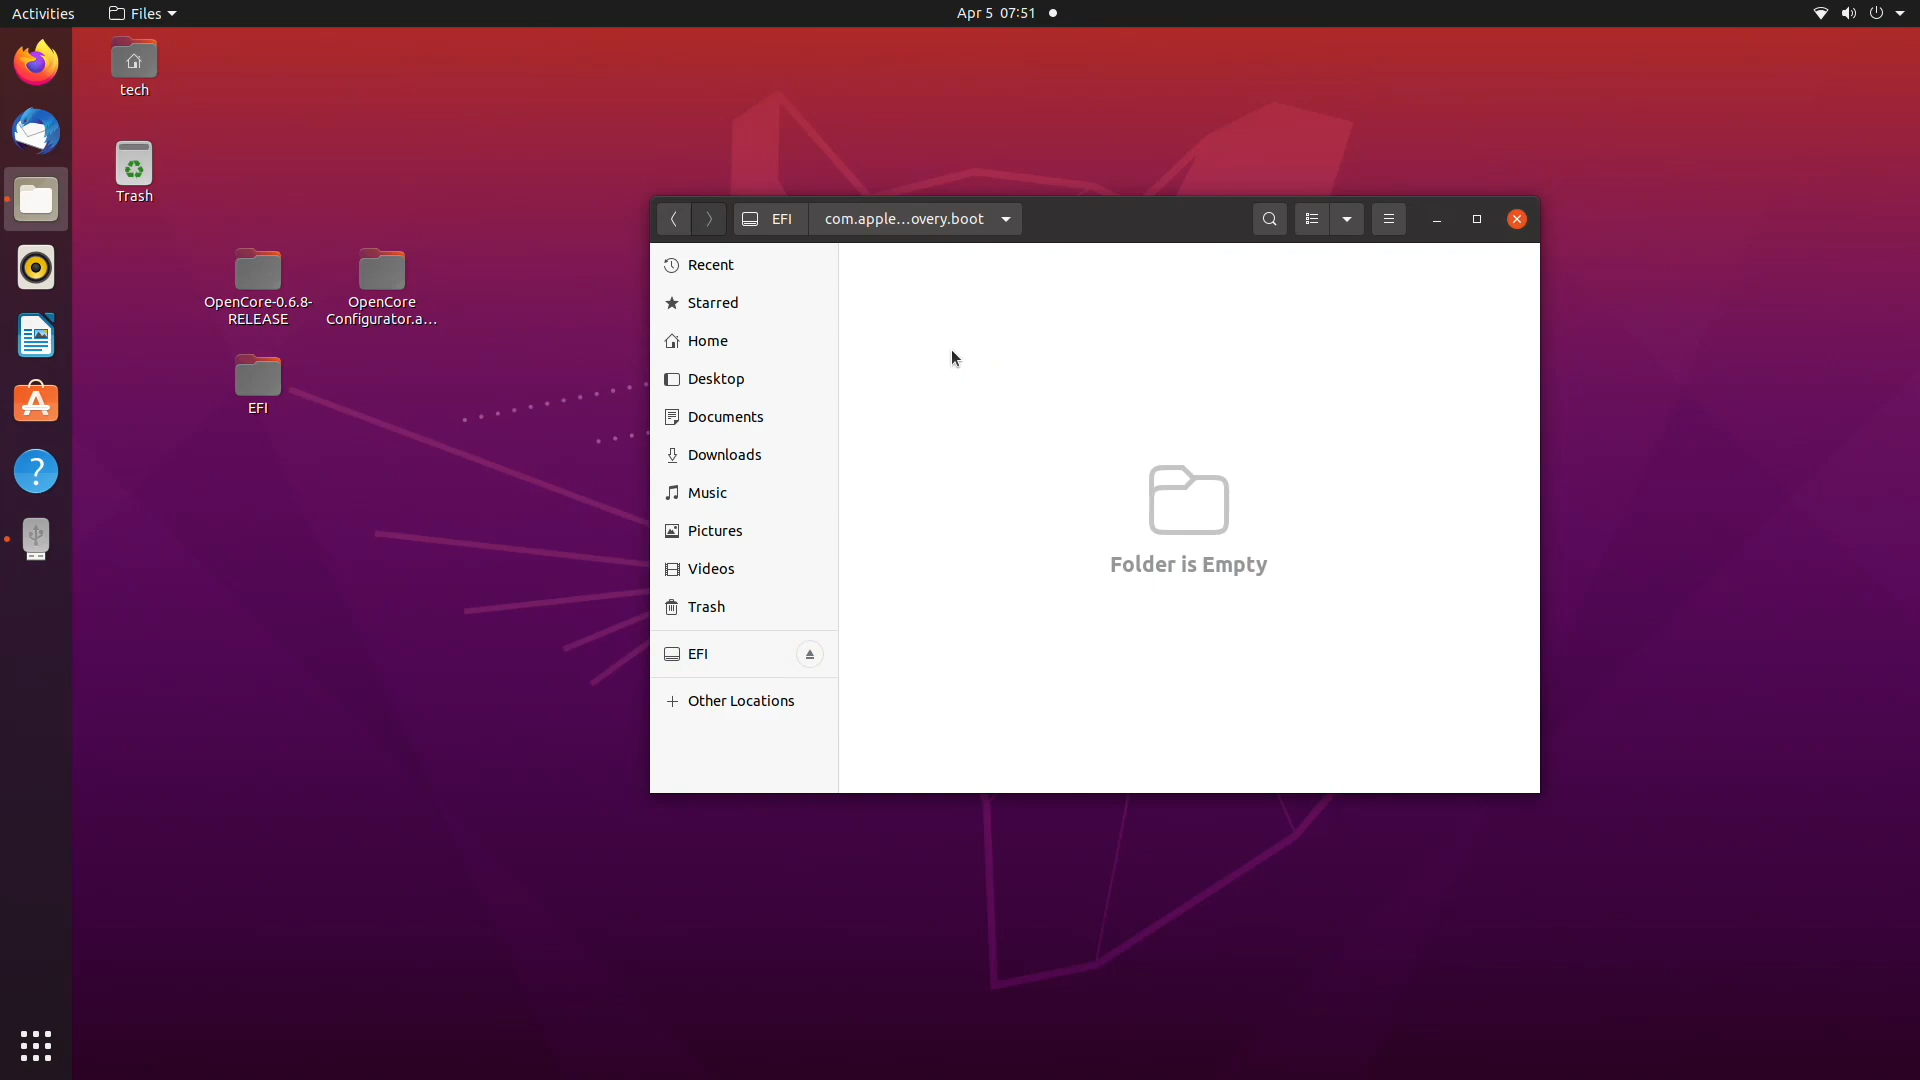 Activities
Files
Apr 5 07:51
tech
Trash
OpenCore-0.6.8-
RELEASE
OpenCore
Configurator.a...
EFI
EFI
com.apple...overy.boot
Recent
Starred
Home
Desktop
Documents
Downloads
Music
Pictures
Videos
Trash
EFI
Other Locations
Folder is Empty